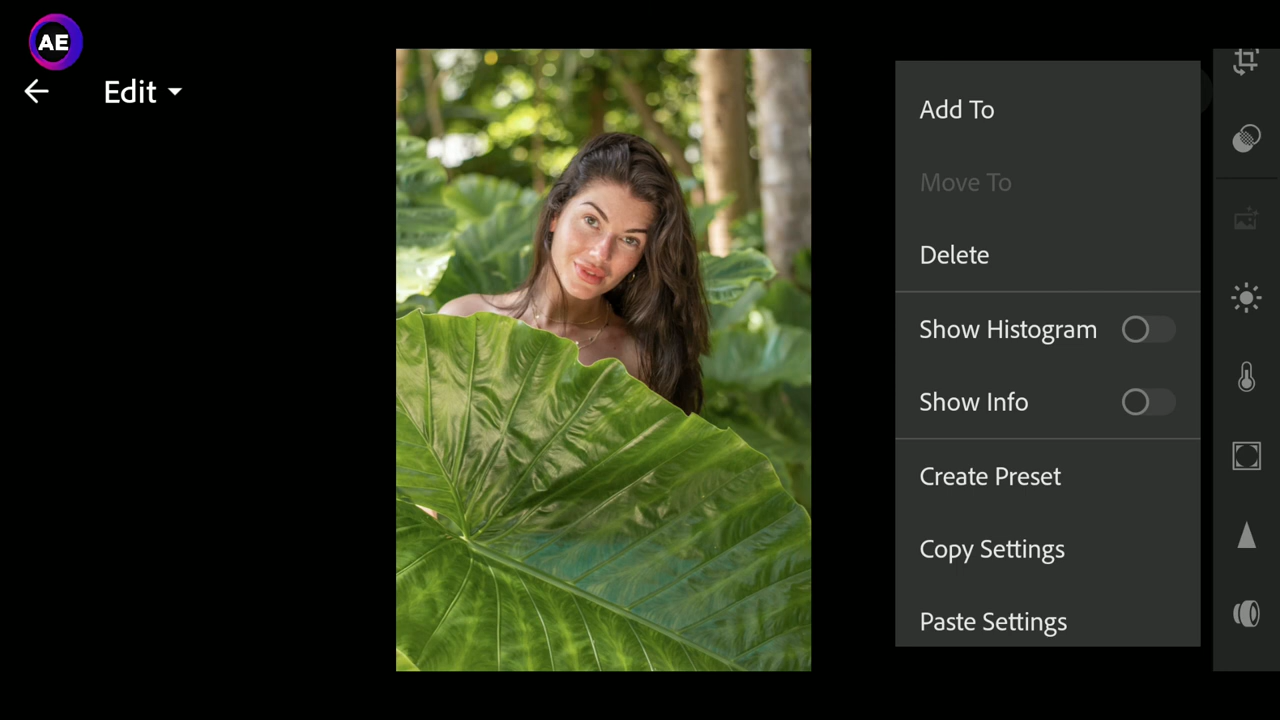 AE
Edit
Add To
Move To
Delete
Show Histogram
Show Info
Create Preset
Copy Settings
Paste Settings